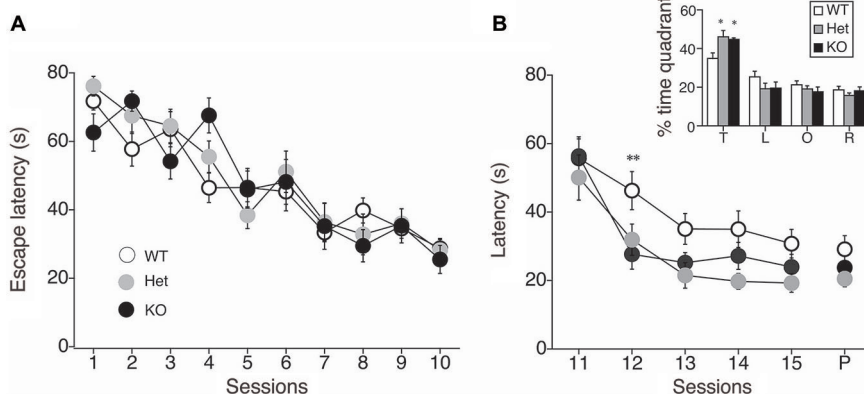 A
Escape latency (s)
80
60
40
20
0
WT
Het
KO
1 2 3 4 5 6 7 8 9 10
Sessions
B
% time quadrant
60
40
20
0
* *
WT
Het
KO
T L O R
Latency (s)
80
60
40
20
0
**
11 12 13 14 15 P
Sessions